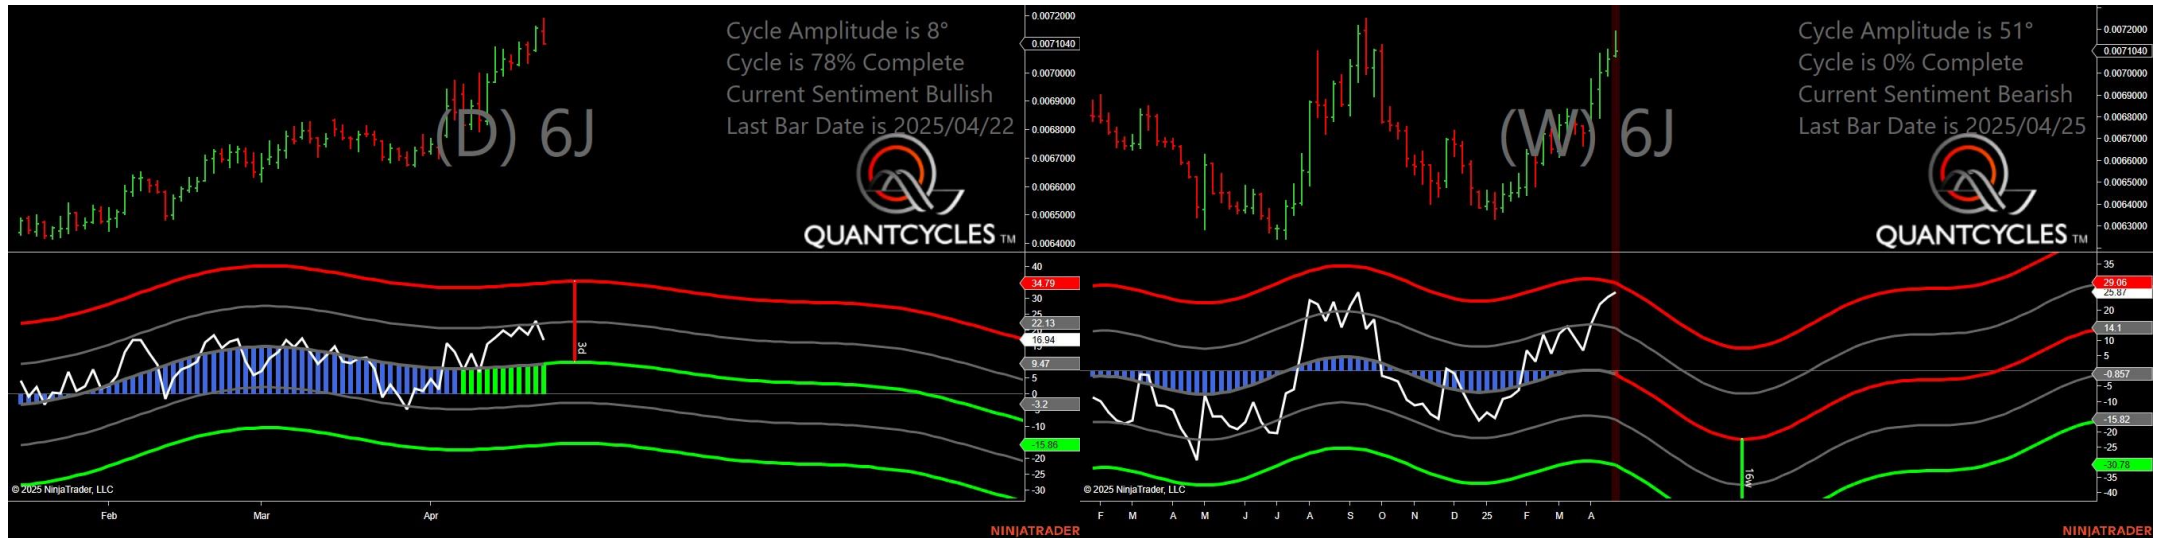 Cycle Amplitude is 8°
Cycle is 78% Complete
Current Sentiment Bullish
Last Bar Date is 2025/04/22
(D) 6J
QUANTCYCLES TM
0.0072000
0.0071040
0.0070000
0.0069000
0.0068000
0.0067000
0.0066000
0.0065000
0.0064000
40
34.79
30
25
22.13
16.94
9.47
5
0
-3.2
-10
-15.86
-20
-25
-30
3d
© 2025 NinjaTrader, LLC
Feb
Mar
Apr
NINJATRADER
Cycle Amplitude is 51°
Cycle is 0% Complete
Current Sentiment Bearish
Last Bar Date is 2025/04/25
(W) 6J
QUANTCYCLES TM
0.0072000
0.0071040
0.0070000
0.0069000
0.0068000
0.0067000
0.0066000
0.0065000
0.0064000
0.0063000
35
29.06
25.87
20
14.1
10
5
-0.857
-5
-10
-15.82
-20
-25
-30.78
-35
-40
16w
© 2025 NinjaTrader, LLC
F M A M J J A S O N D 25 F M A
NINJATRADER